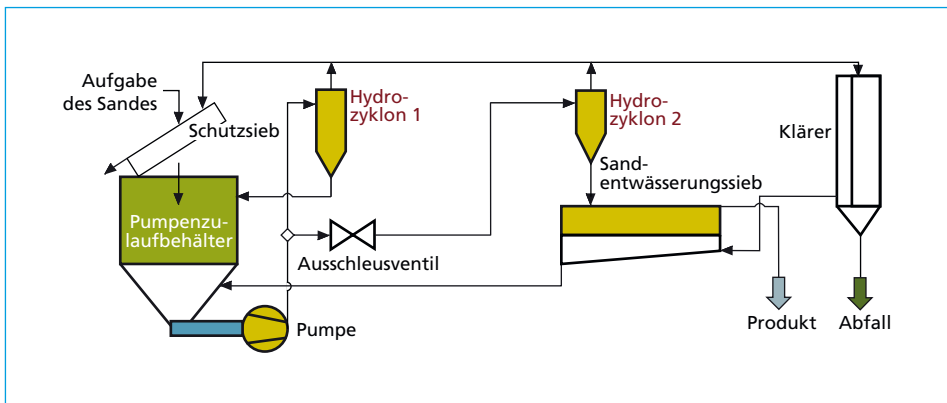 Aufgabe
des Sandes
Schutzsieb
Hydro-
zyklon 1
Hydro-
zyklon 2
Klärer
Sand-
entwässerungssieb
Pumpenzu-
laufbehälter
Ausschleusventil
Pumpe
Produkt
Abfall